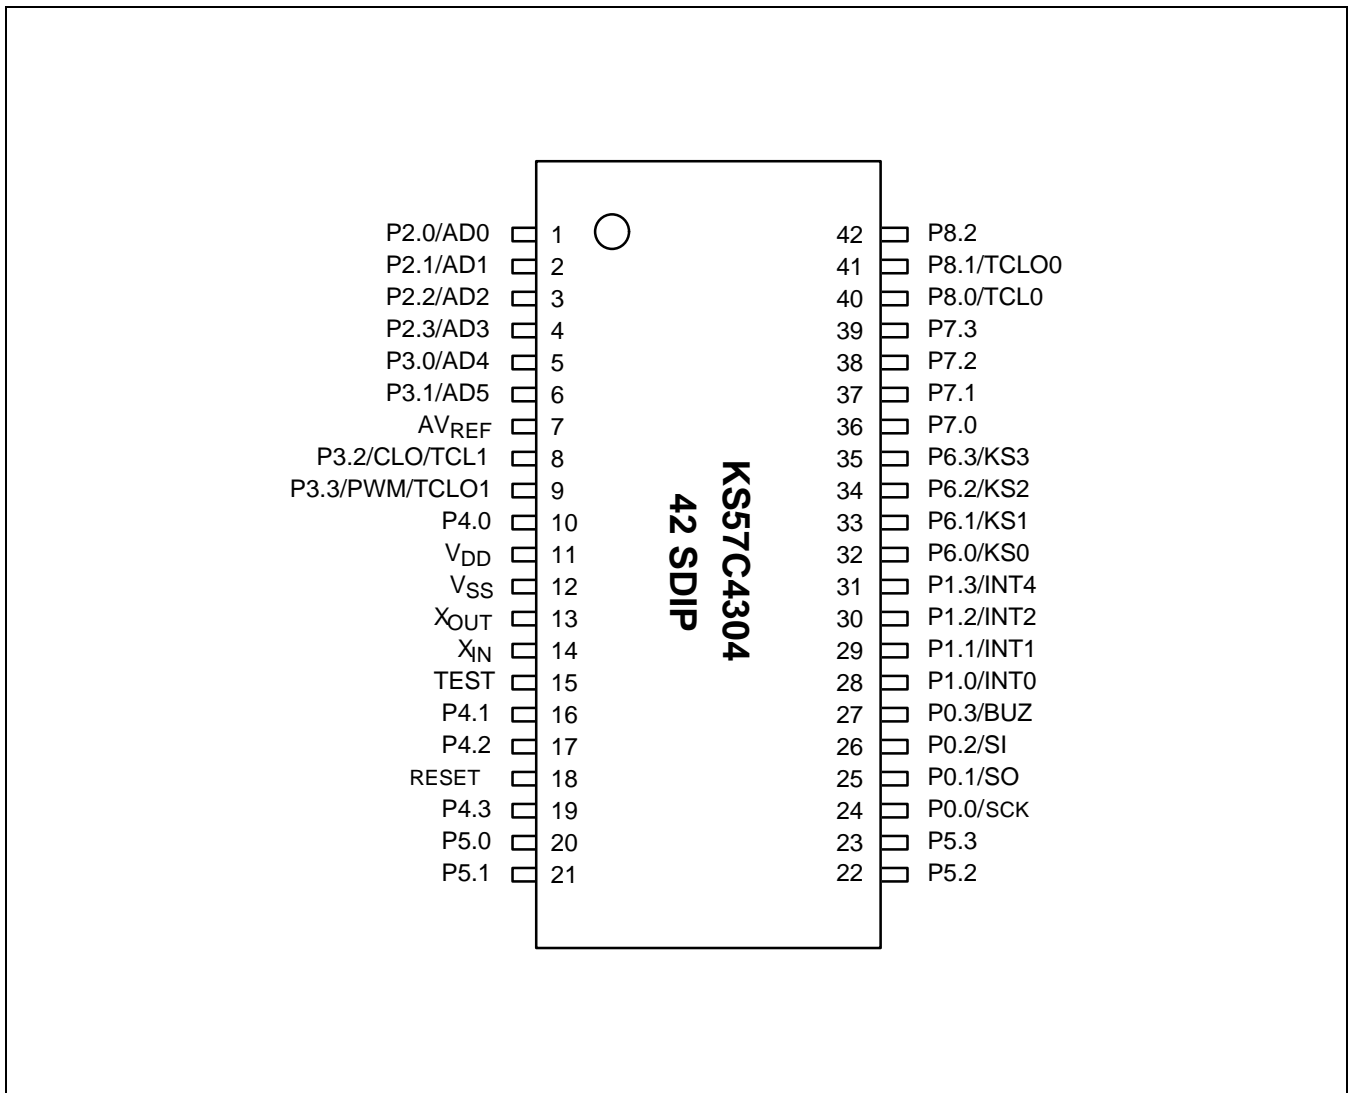 P2.0/AD0 1 42 P8.2
P2.1/AD1 2 41 P8.1/TCLO0
P2.2/AD2 3 40 P8.0/TCL0
P2.3/AD3 4 39 P7.3
P3.0/AD4 5 38 P7.2
P3.1/AD5 6 37 P7.1
AVREF 7 36 P7.0
P3.2/CLO/TCL1 8 35 P6.3/KS3
P3.3/PWM/TCLO1 9 34 P6.2/KS2
P4.0 10 33 P6.1/KS1
VDD 11 32 P6.0/KS0
VSS 12 31 P1.3/INT4
XOUT 13 30 P1.2/INT2
XIN 14 29 P1.1/INT1
TEST 15 28 P1.0/INT0
P4.1 16 27 P0.3/BUZ
P4.2 17 26 P0.2/SI
RESET 18 25 P0.1/SO
P4.3 19 24 P0.0/SCK
P5.0 20 23 P5.3
P5.1 21 22 P5.2
KS57C4304
42 SDIP